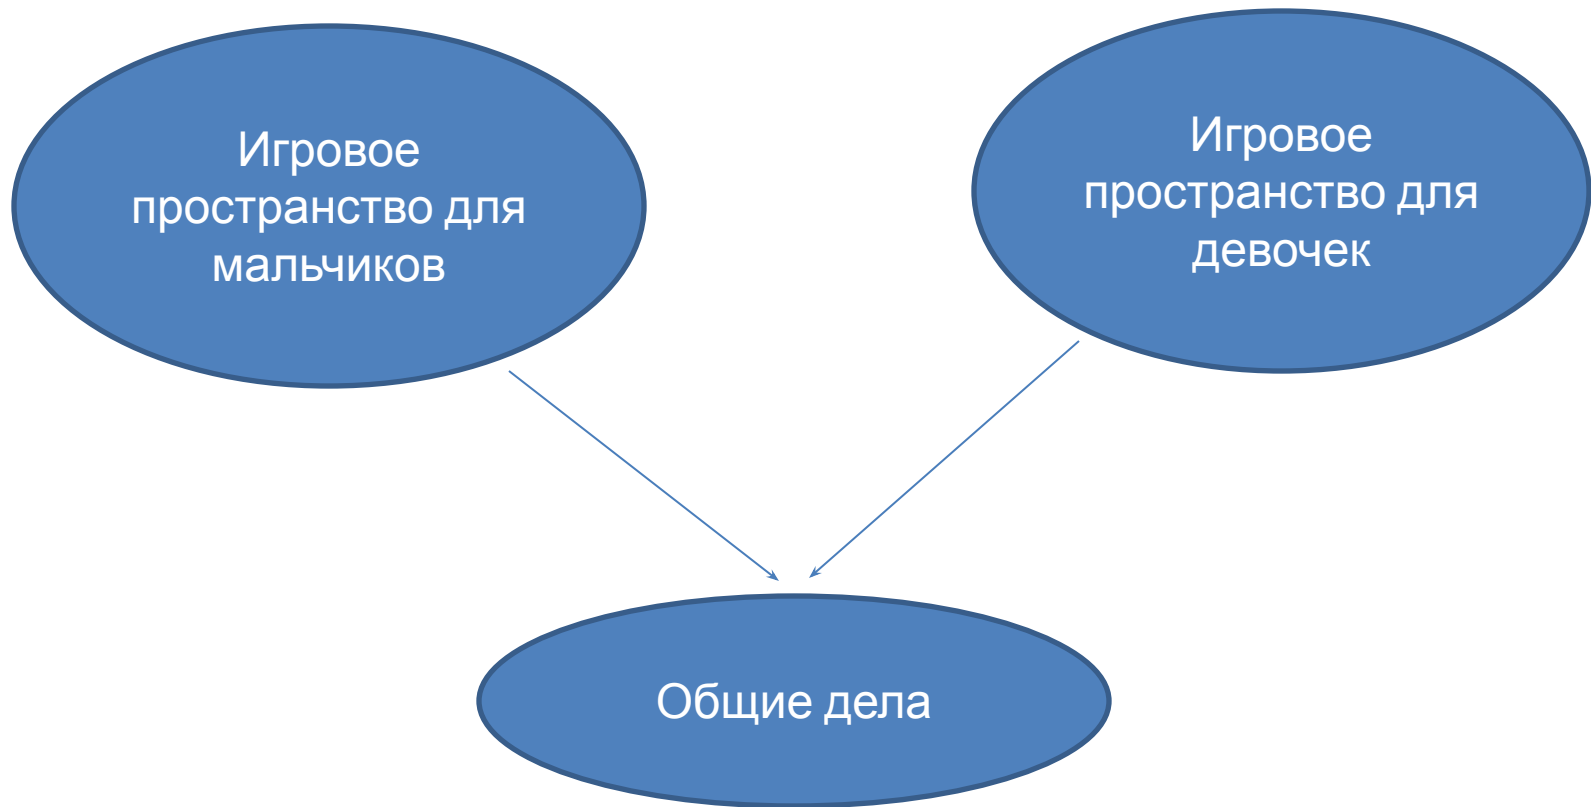 Игровое
пространство для
мальчиков
Игровое
пространство для
девочек
Общие дела